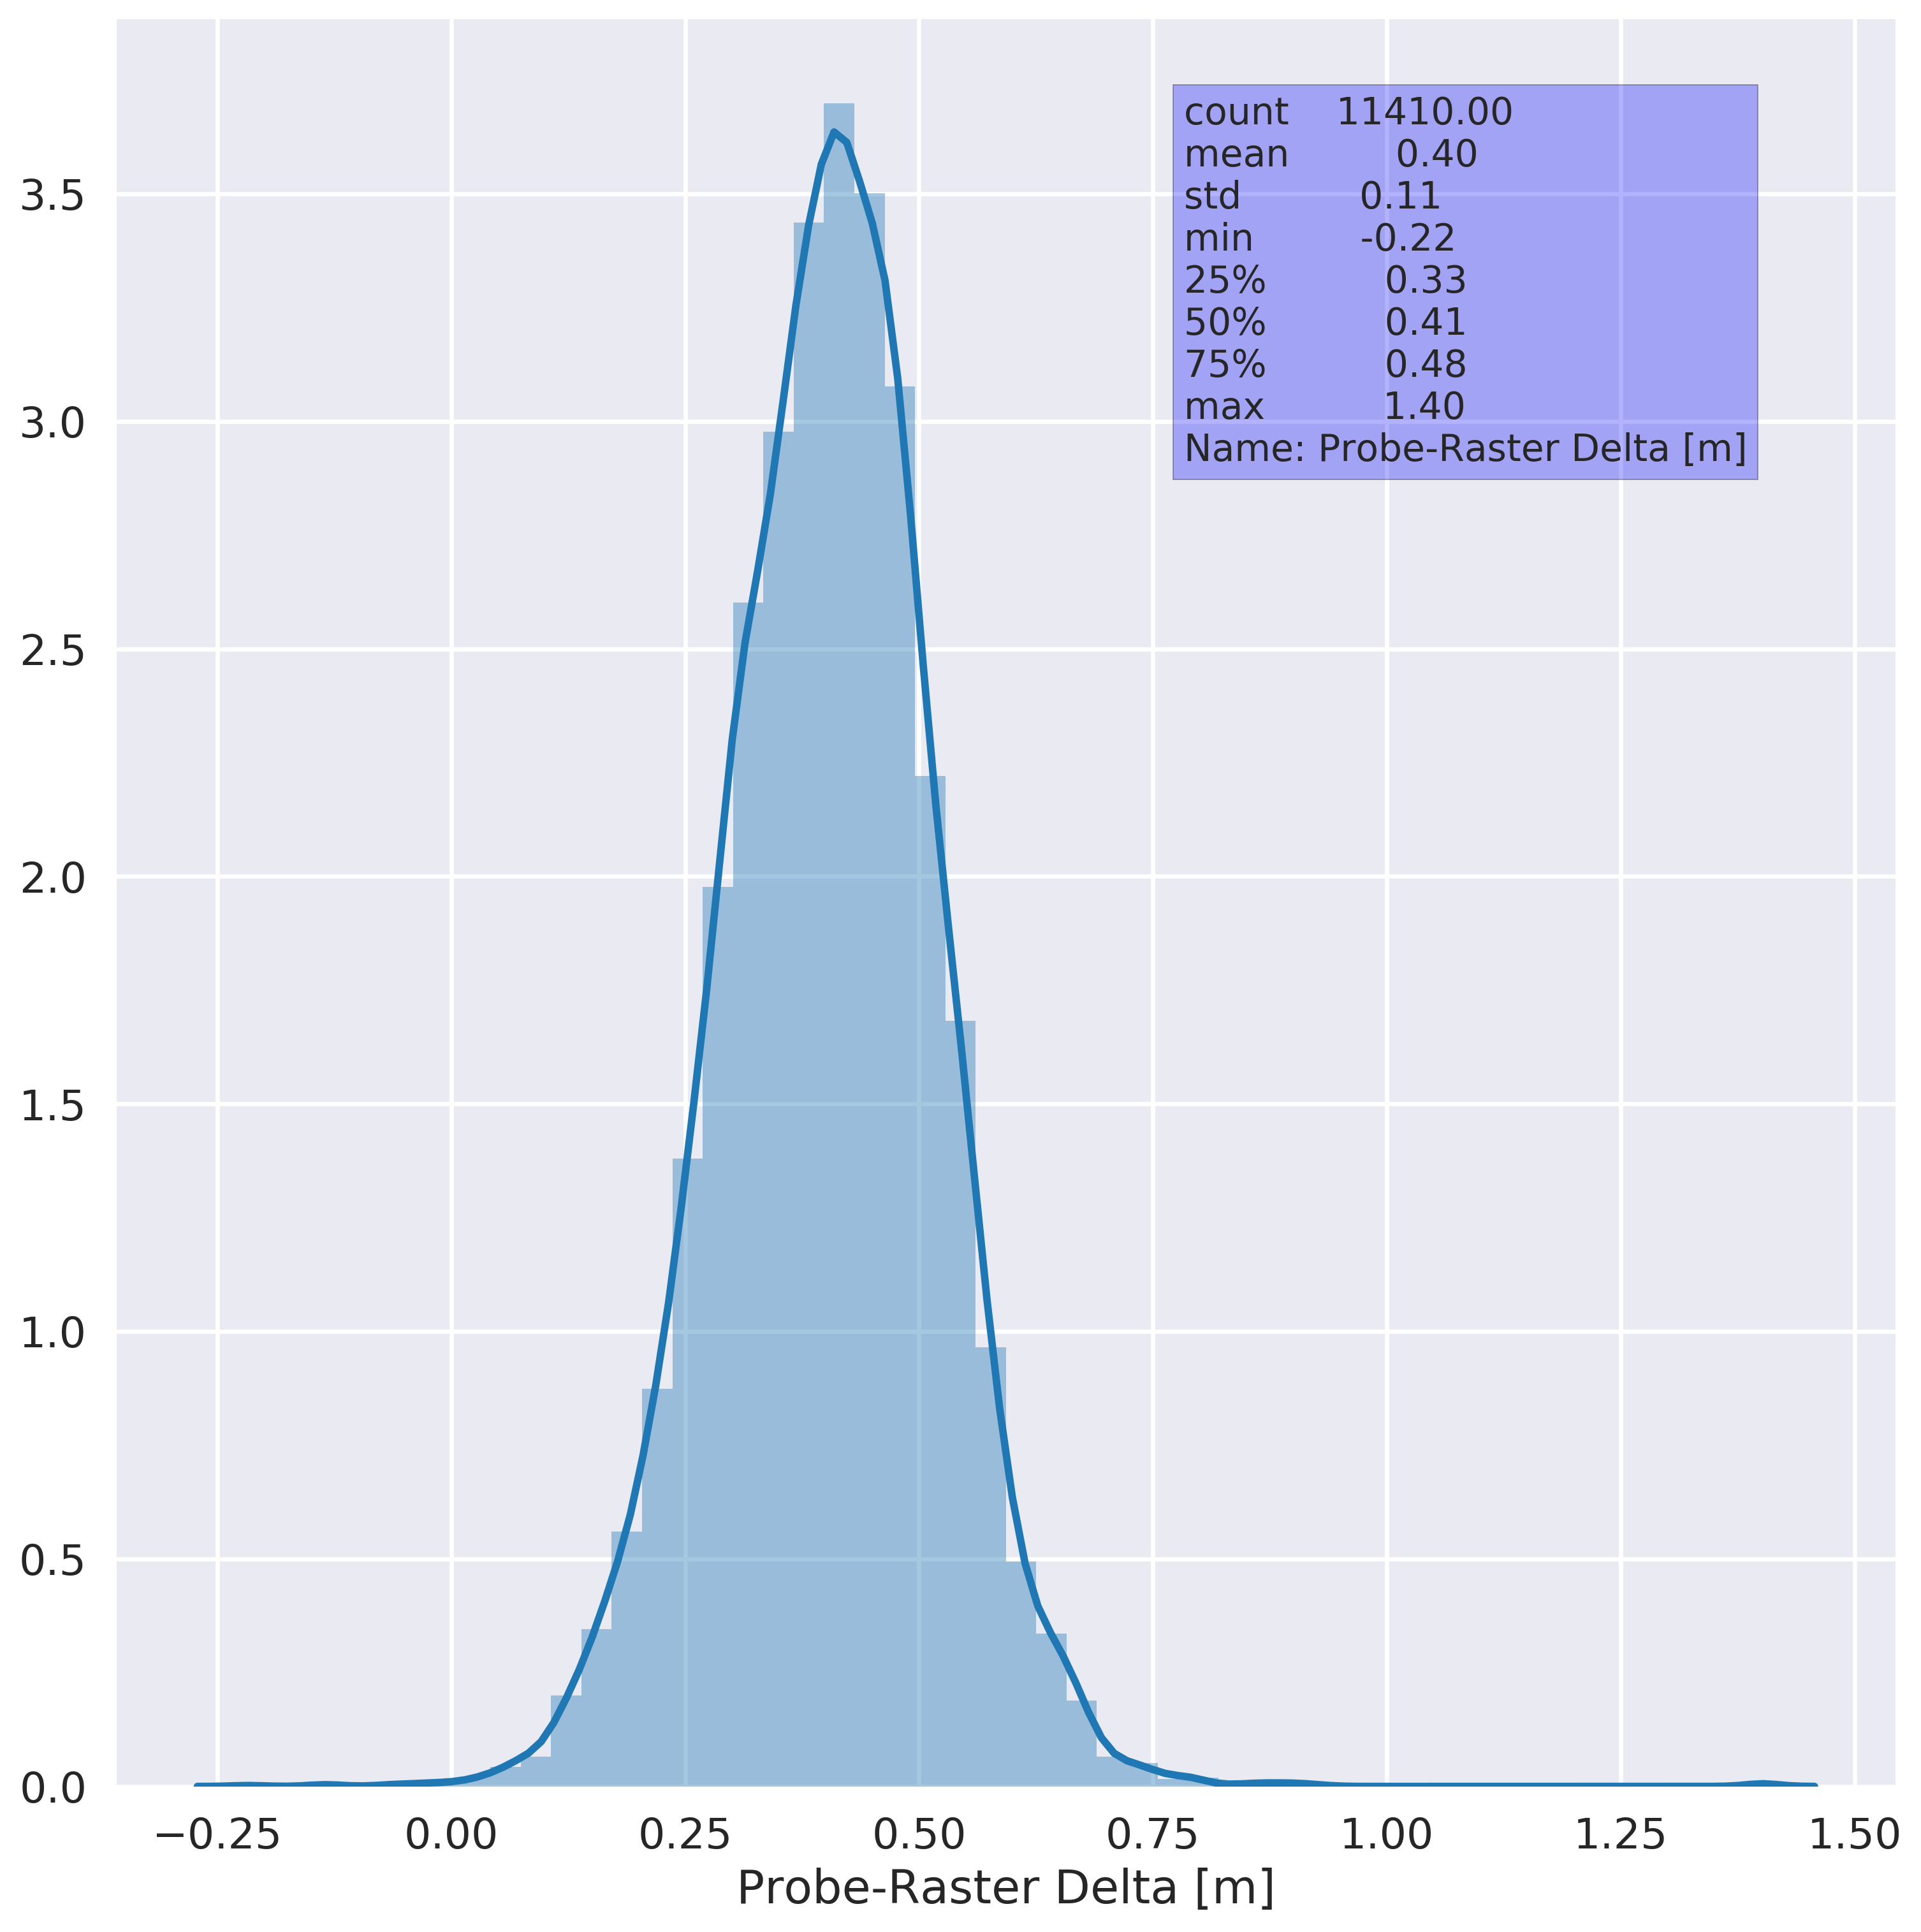 count 11410.00
mean 0.40
std 0.11
min -0.22
25% 0.33
50% 0.41
75% 0.48
max 1.40
Name: Probe-Raster Delta [m]
3.5
3.0
2.5
2.0
1.5
1.0
0.5
0.0
−0.25 0.00 0.25 0.50 0.75 1.00 1.25 1.50
Probe-Raster Delta [m]